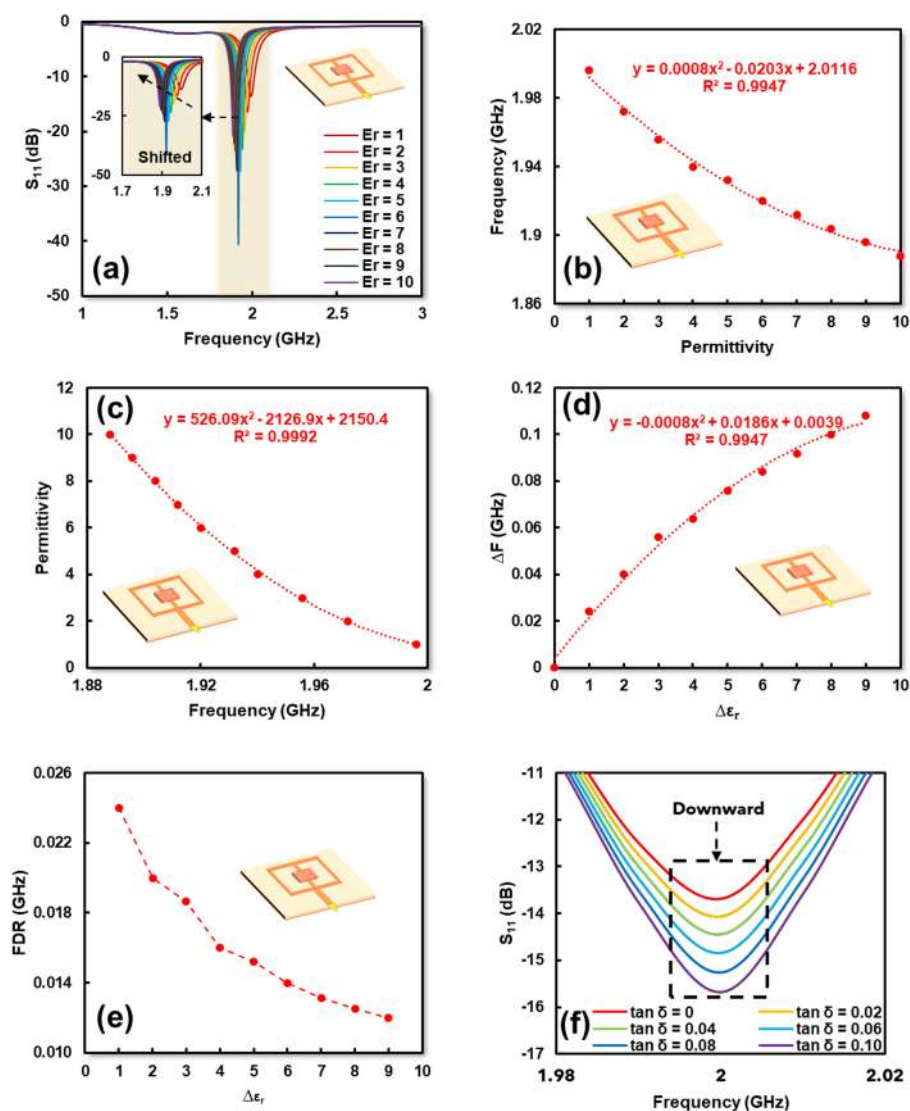 0
-10
-20
-30
-40
-50
S₁₁ (dB)
1
1.5
2
2.5
3
Frequency (GHz)
(a)
0
-25
-50
1.7
1.9
2.1
Shifted
Er = 1
Er = 2
Er = 3
Er = 4
Er = 5
Er = 6
Er = 7
Er = 8
Er = 9
Er = 10
2.02
1.98
1.94
1.9
1.86
Frequency (GHz)
y = 0.0008x² - 0.0203x + 2.0116
R² = 0.9947
(b)
0 1 2 3 4 5 6 7 8 9 10
Permittivity
12
10
8
6
4
2
0
Permittivity
(c)
y = 526.09x² - 2126.9x + 2150.4
R² = 0.9992
1.88
1.92
1.96
2
Frequency (GHz)
0.12
0.1
0.08
0.06
0.04
0.02
0
ΔF (GHz)
(d)
y = -0.0008x² + 0.0186x + 0.0039
R² = 0.9947
0 1 2 3 4 5 6 7 8 9 10
Δεᵣ
0.026
0.022
0.018
0.014
0.010
FDR (GHz)
(e)
0 1 2 3 4 5 6 7 8 9 10
Δεᵣ
-11
-12
-13
-14
-15
-16
-17
S₁₁ (dB)
Downward
tan δ = 0
tan δ = 0.02
tan δ = 0.04
tan δ = 0.06
tan δ = 0.08
tan δ = 0.10
(f)
1.98
2
2.02
Frequency (GHz)